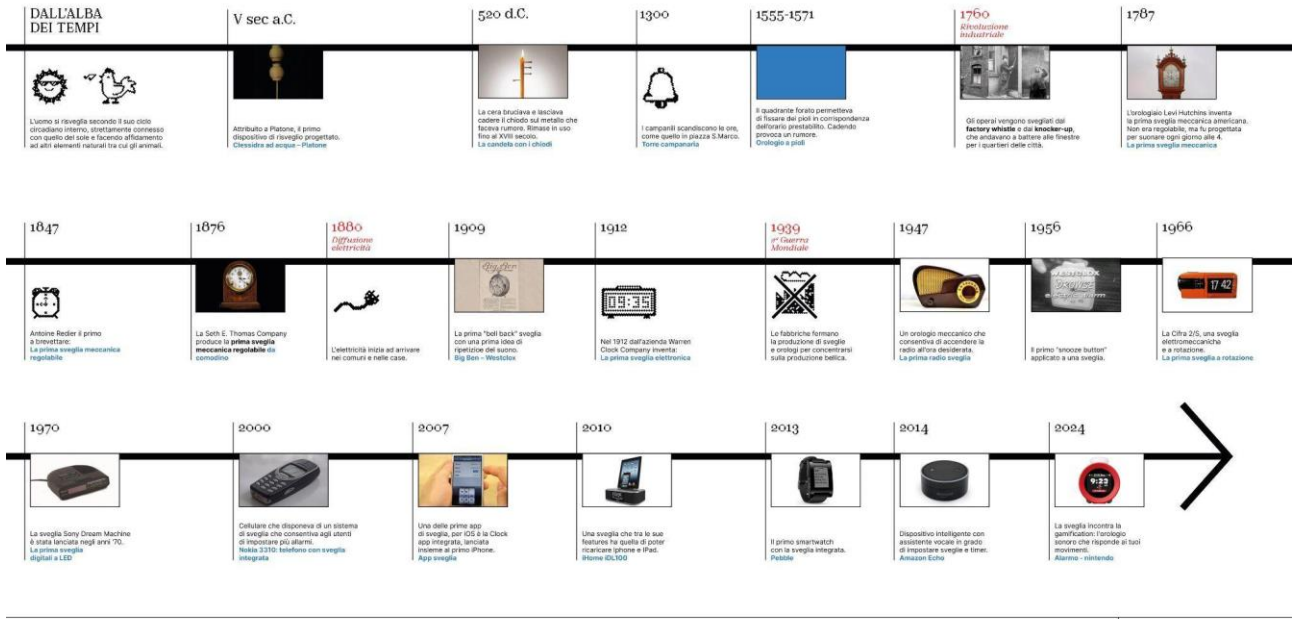 DALL'ALBA
DEI TEMPI
L'uomo si risveglia secondo il suo ciclo
circadiano interno, strettamente connesso
con quello del sole e facendo affidamento
ad altri elementi naturali tra cui gli animali.
V sec a.C.
Attribuito a Platone, il primo
dispositivo di risveglio progettato.
Clessidra ad acqua – Platone
520 d.C.
La cera bruciava e lasciava
cadere il chiodo sul metallo che
faceva rumore. Rimase in uso
fino al XVIII secolo.
La candela con i chiodi
1300
I campanili scandiscono le ore,
come quello in piazza S.Marco.
Torre campanaria
1555-1571
Il quadrante forato permetteva
di fissare dei pioli in corrispondenza
dell'orario prestabilito. Cadendo
provoca un rumore.
Orologio a pioli
1760
Rivoluzione
industriale
Gli operai vengono svegliati dal
factory whistle o dai knocker-up,
che andavano a battere alle finestre
per i quartieri delle città.
1787
L'orologiaio Levi Hutchins inventa
la prima sveglia meccanica americana.
Non era regolabile, ma fu progettata
per suonare ogni giorno alle 4.
La prima sveglia meccanica
1847
Antoine Redier il primo
a brevettare:
La prima sveglia meccanica
regolabile
1876
La Seth E. Thomas Company
produce la prima sveglia
meccanica regolabile da
comodino
1880
Diffusione
elettricità
L'elettricità inizia ad arrivare
nei comuni e nelle case.
1909
Big Ben
La prima "bell back" sveglia
con una prima idea di
ripetizioe del suono.
Big Ben – Westclox
1912
09:35
Nel 1912 dall'azienda Warren
Clock Company inventa:
La prima sveglia elettronica
1939
2ª Guerra
Mondiale
Le fabbriche fermano
la produzione di sveglie
e orologi per concentrarsi
sulla produzione bellica.
1947
Un orologio meccanico che
consentiva di accendere la
radio all'ora desiderata.
La prima radio sveglia
1956
Il primo "snooze button"
applicato a una sveglia.
1966
17 42
La Cifra 2/5, una sveglia
elettromeccaniche
e a rotazione.
La prima sveglia a rotazione
1970
La sveglia Sony Dream Machine
è stata lanciata negli anni '70.
La prima sveglia
digitali a LED
2000
Cellulare che disponeva di un sistema
di sveglia che consentiva agli utenti
di impostare più allarmi.
Nokia 3310: telefono con sveglia
integrata
2007
Una delle prime app
di sveglia, per iOS è la Clock
app integrata, lanciata
insieme al primo iPhone.
App sveglia
2010
Una sveglia che tra le sue
features ha quella di poter
ricaricare Iphone e IPad.
iHome iDL100
2013
Il primo smartwatch
con la sveglia integrata.
Pebble
2014
Dispositivo intelligente con
assistente vocale in grado
di impostare sveglie e timer.
Amazon Echo
2024
9:23
La sveglia incontra la
gamification: l'orologio
sonoro che risponde ai tuoi
movimenti.
Alarmo - nintendo